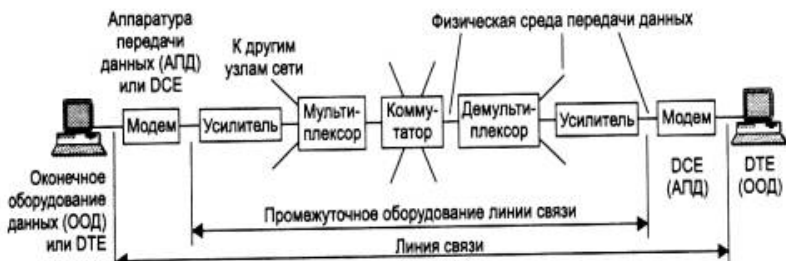 Аппаратура
передачи
данных (АПД)
или DCE
К другим
узлам сети
Физическая среда передачи данных
Модем
Усилитель
Мульти-
плексор
Комму-
татор
Демульти-
плексор
Усилитель
Модем
Оконечное
оборудование
данных (ООД)
или DTE
DCE
(АПД)
DTE
(ООД)
Промежуточное оборудование линии связи
Линия связи